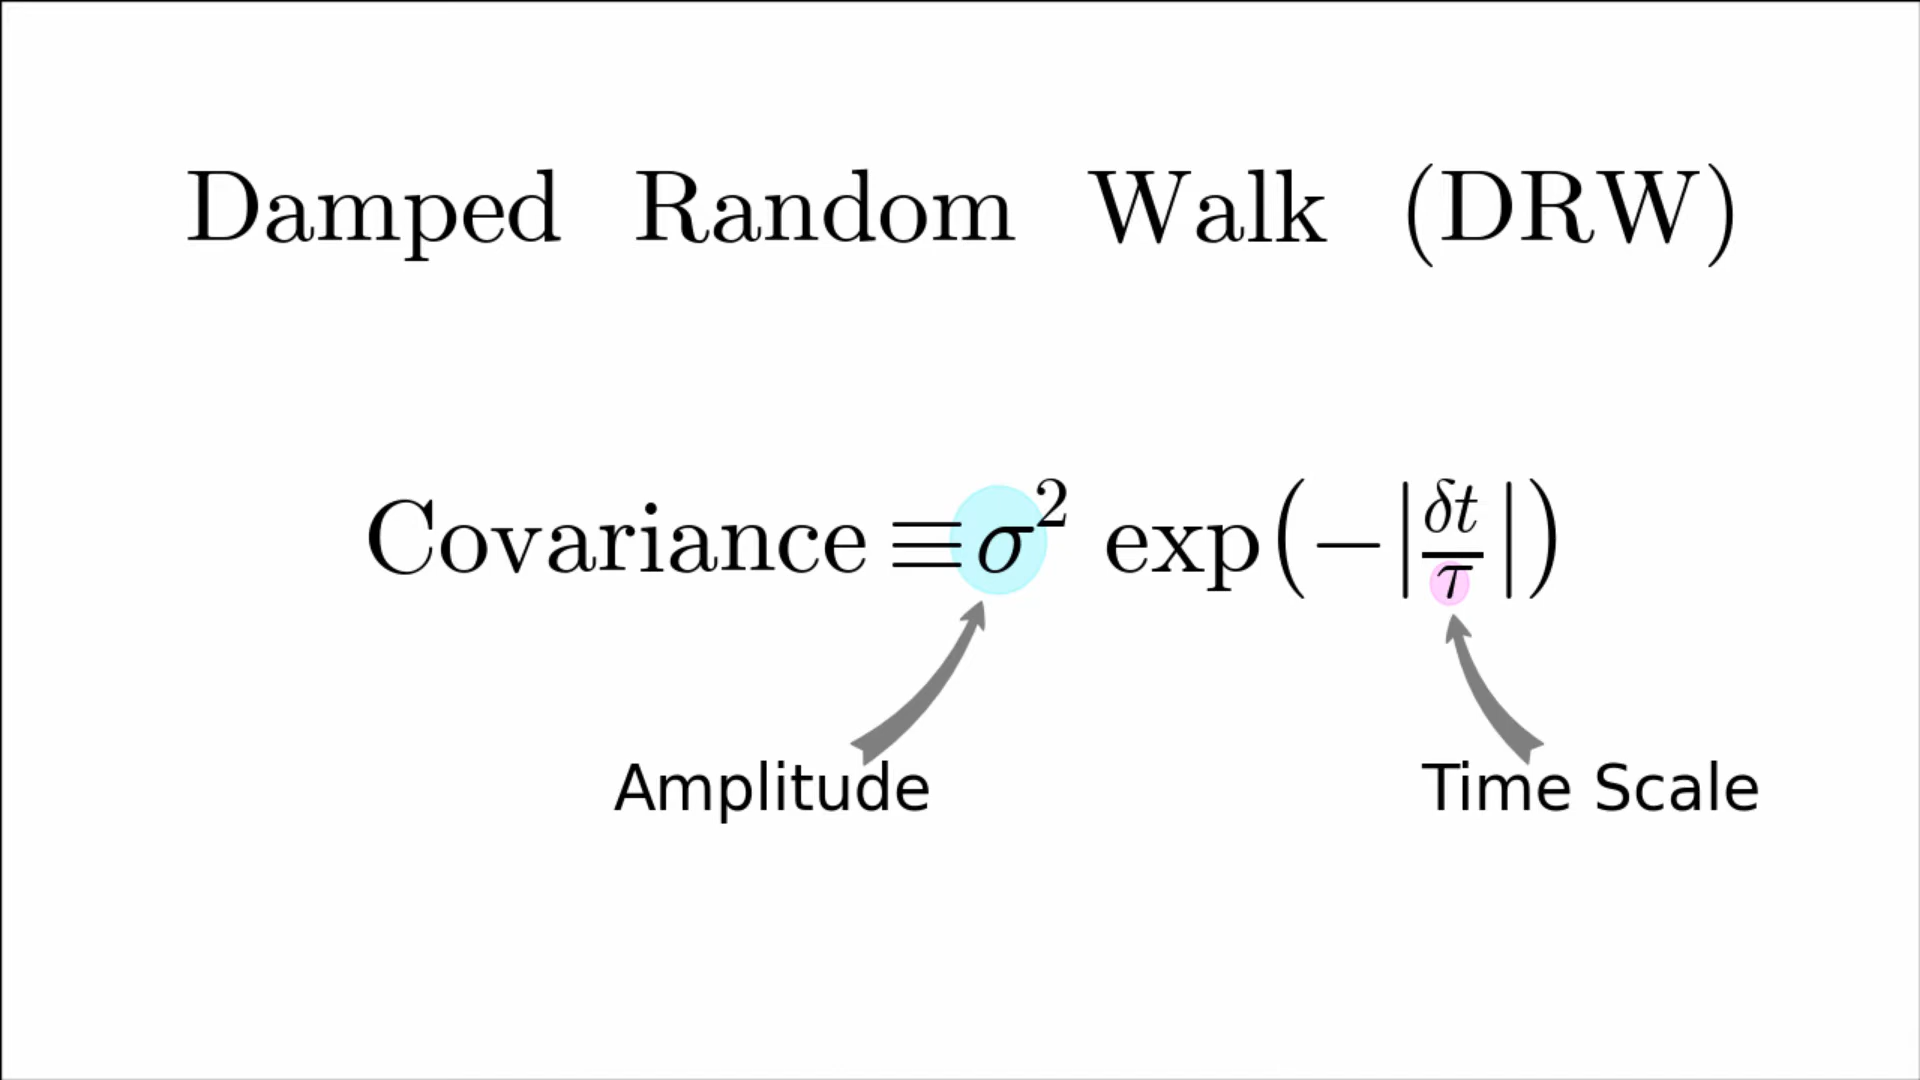 Damped Random Walk (DRW)
Covariance ≡ σ² exp(−|δt/τ|)
Amplitude
Time Scale